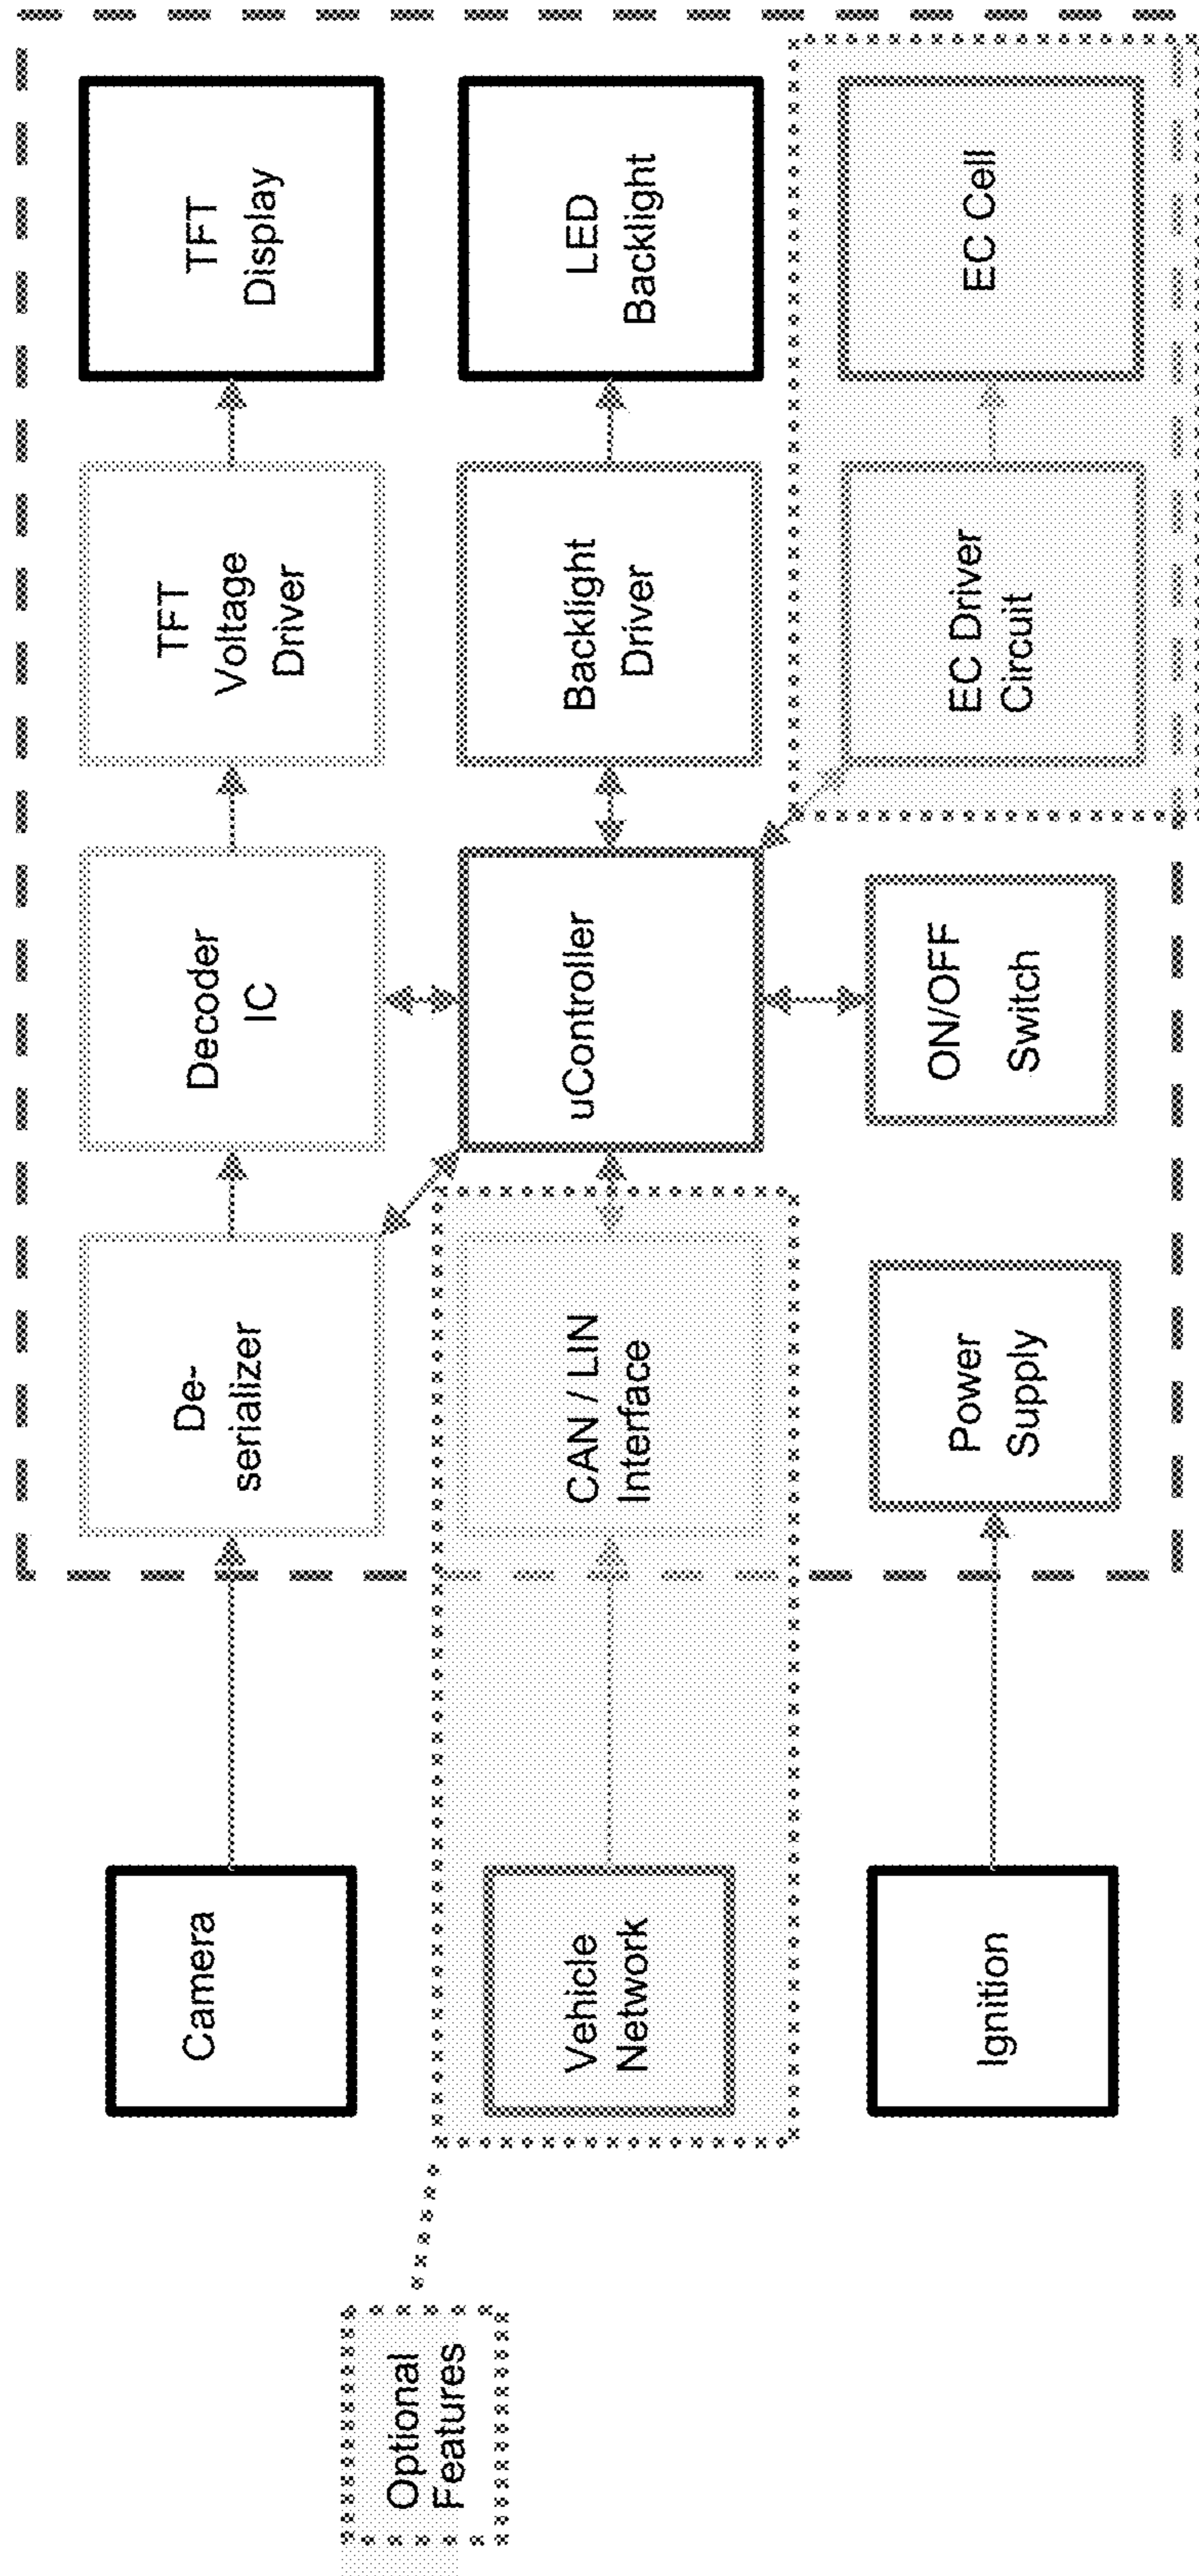 Optional
Features
Camera
De-
serializer
Decoder
IC
TFT
Voltage
Driver
TFT
Display
Vehicle
Network
CAN / LIN
Interface
uController
Backlight
Driver
LED
Backlight
Ignition
Power
Supply
ON/OFF
Switch
EC Driver
Circuit
EC Cell